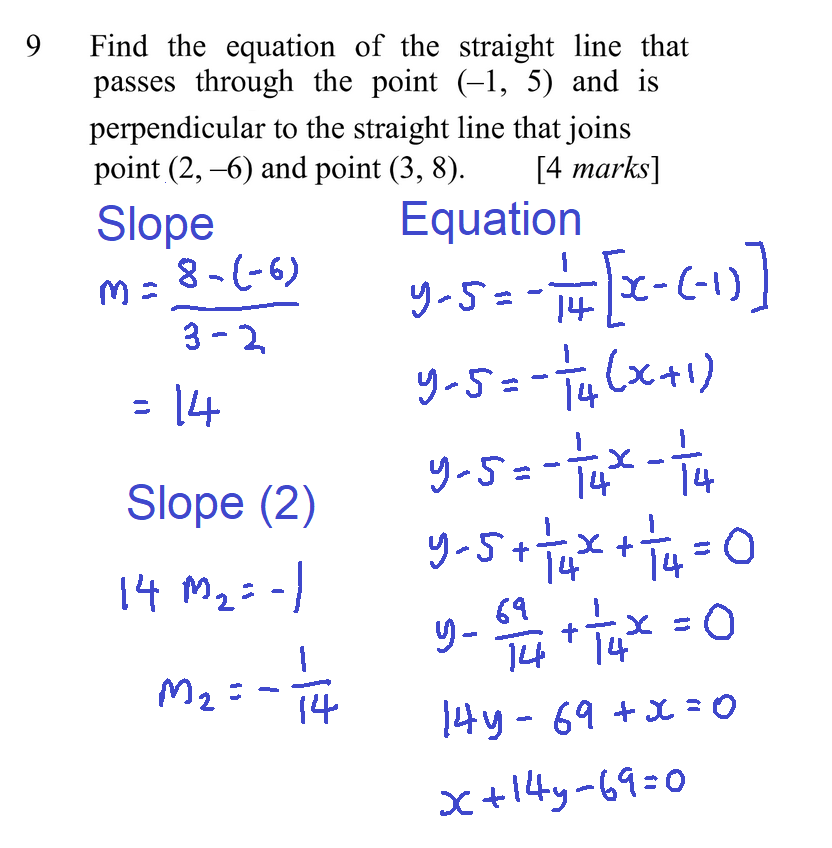 9 Find the equation of the straight line that
passes through the point (–1, 5) and is
perpendicular to the straight line that joins
point (2, –6) and point (3, 8). [4 marks]
Slope
m = \frac{8-(-6)}{3-2}
= 14
Slope (2)
14 m₂ = -1
m₂ = -\frac{1}{14}
Equation
y-5 = -\frac{1}{14}[x-(-1)]
y-5 = -\frac{1}{14}(x+1)
y-5 = -\frac{1}{14}x - \frac{1}{14}
y-5 + \frac{1}{14}x + \frac{1}{14} = 0
y - \frac{69}{14} + \frac{1}{14}x = 0
14y - 69 + x = 0
x + 14y - 69 = 0